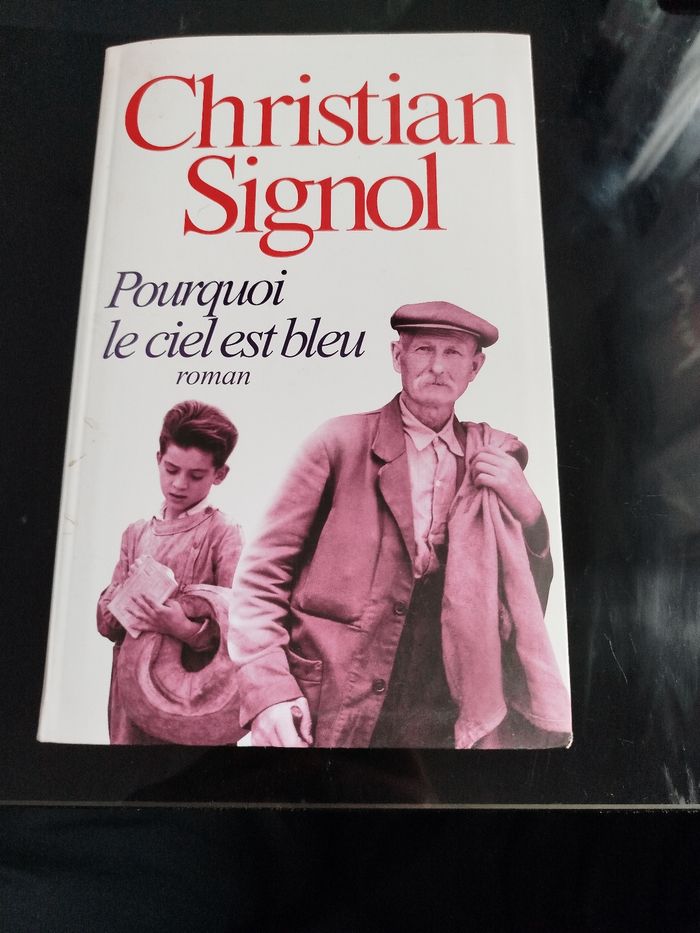 Christian
Signol
Pourquoi
le ciel est bleu
roman